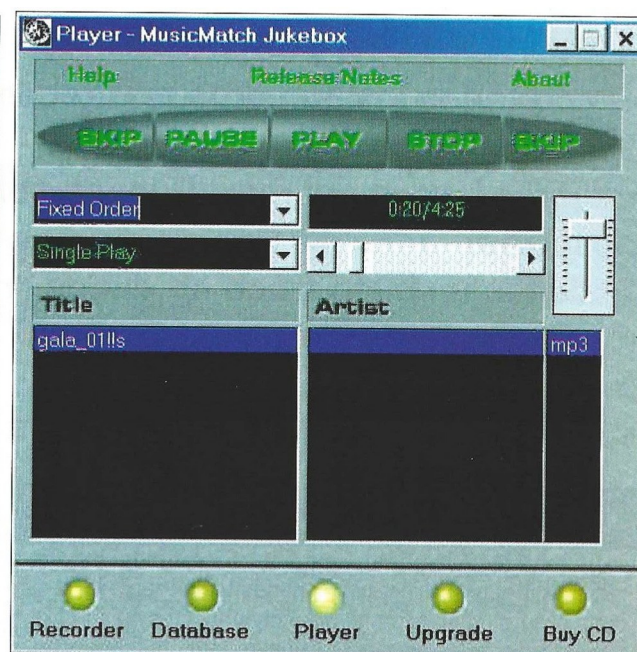 Player - MusicMatch Jukebox
Help Release Notes About
SKIP PAUSE PLAY STOP SKIP
Fixed Order 0:20/4:25
Single Play
Title Artist
gala_01!!s mp3
Recorder Database Player Upgrade Buy CD